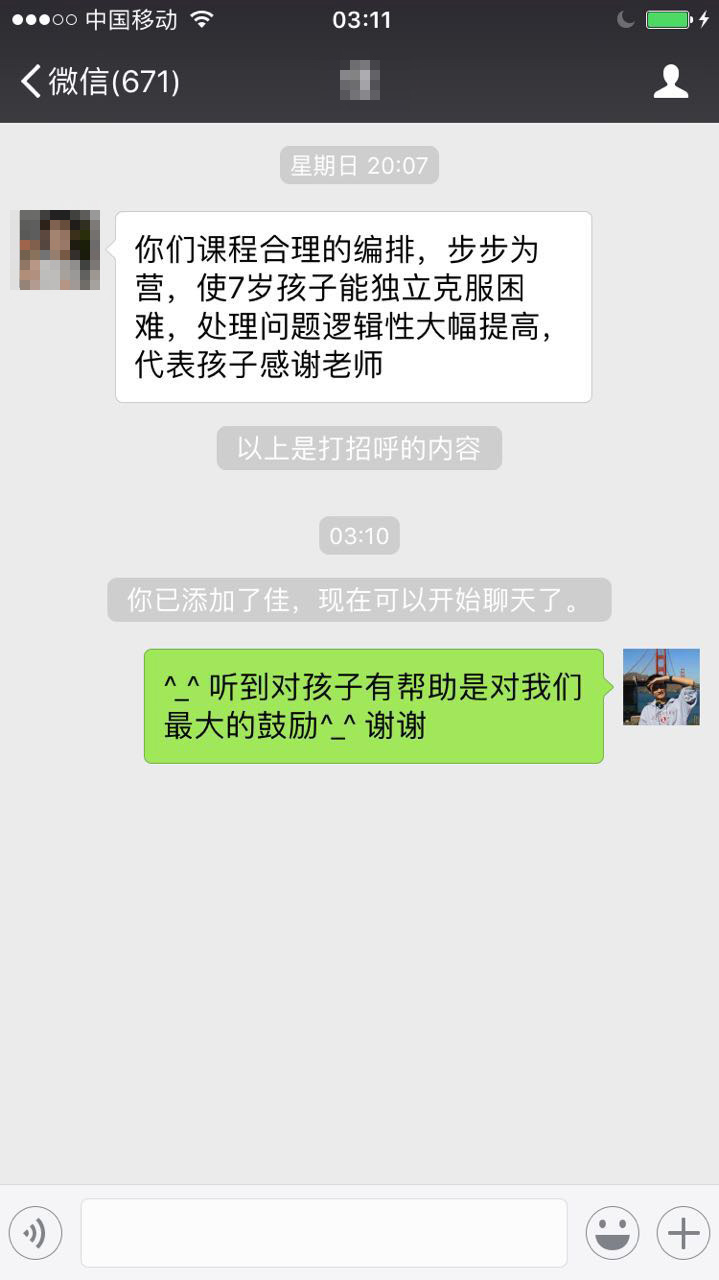 中国移动 03:11
微信(671)
星期日 20:07
你们课程合理的编排，步步为
营，使7岁孩子能独立克服困
难，处理问题逻辑性大幅提高，
代表孩子感谢老师
以上是打招呼的内容
03:10
你已添加了佳，现在可以开始聊天了。
^_^ 听到对孩子有帮助是对我们
最大的鼓励^_^ 谢谢